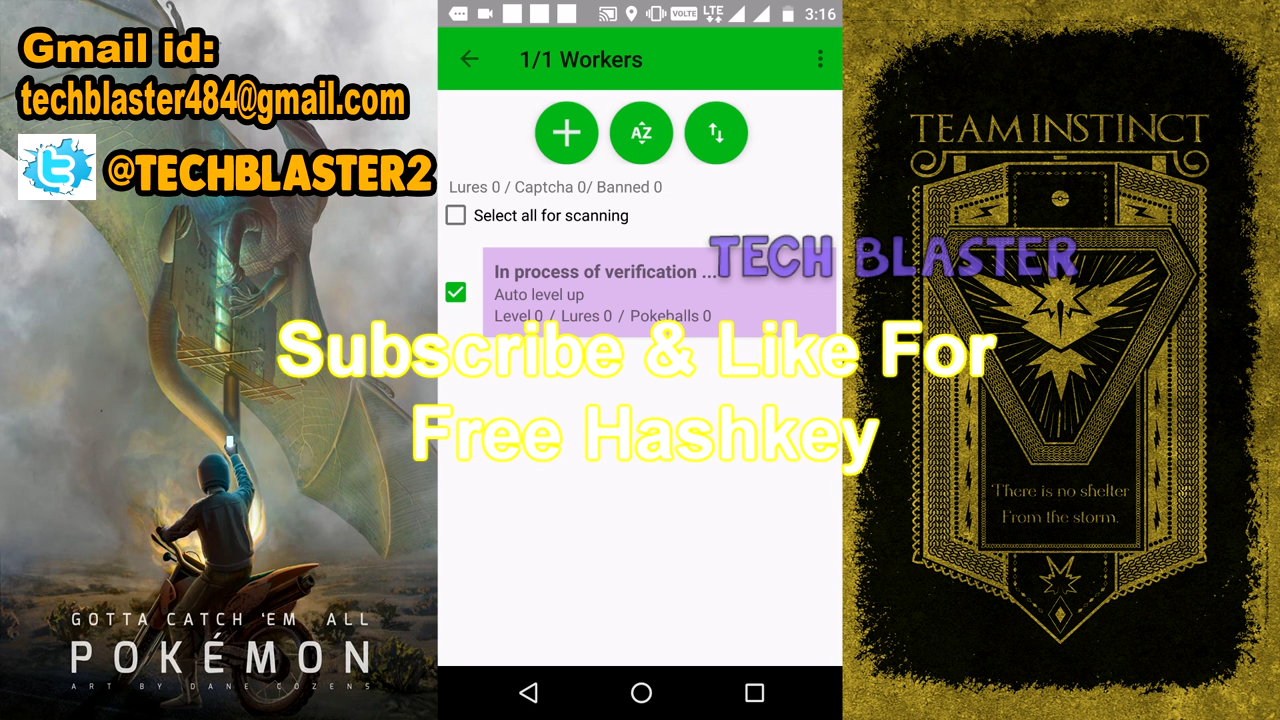 Gmail id:
techblaster484@gmail.com
@TECHBLASTER2
GOTTA CATCH 'EM ALL
POKÉMON
ART BY DANE COZENS
VOLTE LTE 3:16
1/1 Workers
AZ
Lures 0 / Captcha 0/ Banned 0
Select all for scanning
In process of verification ...
Auto level up
Level 0 / Lures 0 / Pokeballs 0
TECH BLASTER
Subscribe & Like For
Free Hashkey
TEAM INSTINCT
There is no shelter
From the storm.